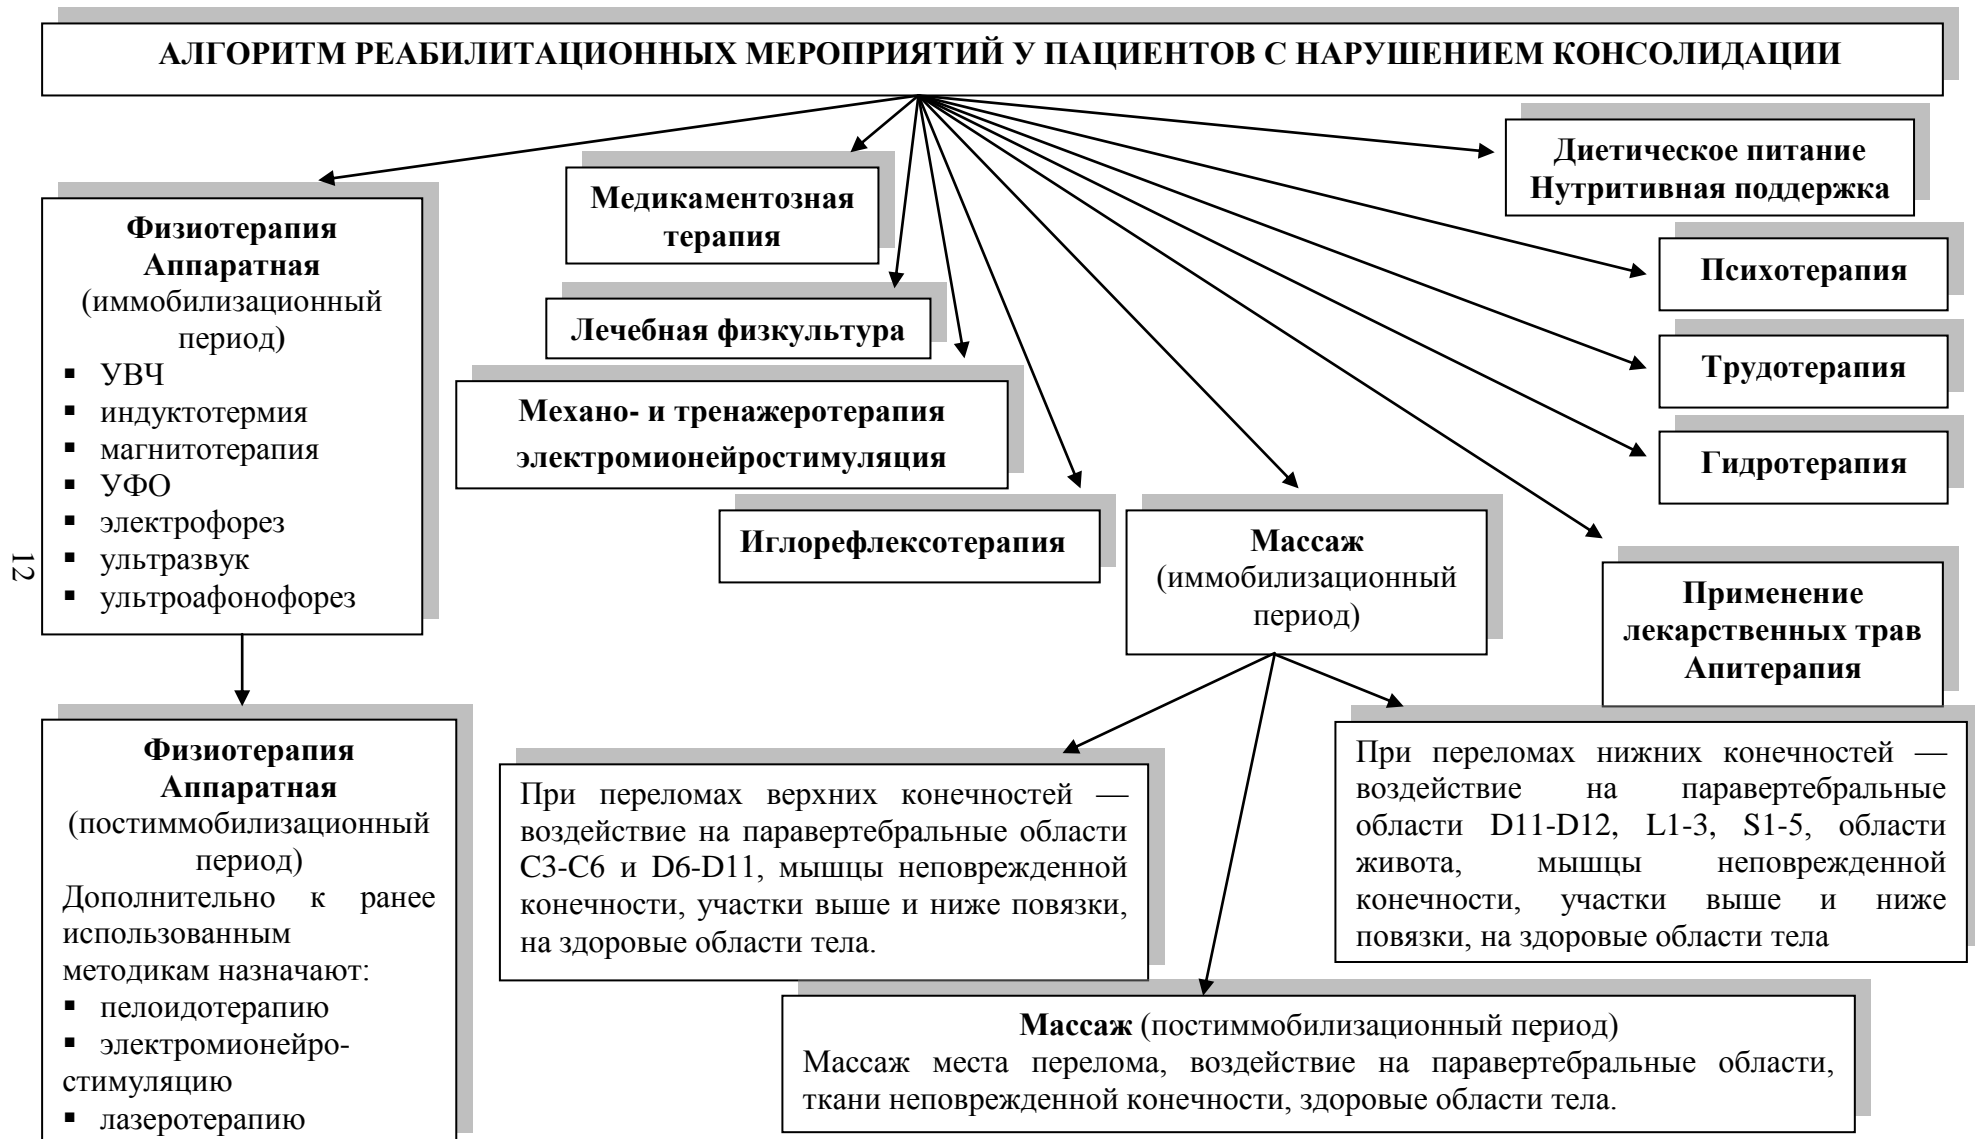 АЛГОРИТМ РЕАБИЛИТАЦИОННЫХ МЕРОПРИЯТИЙ У ПАЦИЕНТОВ С НАРУШЕНИЕМ КОНСОЛИДАЦИИ
Физиотерапия
Аппаратная
(иммобилизационный
период)
▪ УВЧ
▪ индуктотермия
▪ магнитотерапия
▪ УФО
▪ электрофорез
▪ ультразвук
▪ ультроафонофорез
Физиотерапия
Аппаратная
(постиммобилизационный
период)
Дополнительно к ранее
использованным
методикам назначают:
▪ пелоидотерапию
▪ электромионейро-
стимуляцию
▪ лазеротерапию
Медикаментозная
терапия
Лечебная физкультура
Механо- и тренажеротерапия
электромионейростимуляция
Иглорефлексотерапия
Массаж
(иммобилизационный
период)
При переломах верхних конечностей —
воздействие на паравертебральные области
С3-С6 и D6-D11, мышцы неповрежденной
конечности, участки выше и ниже повязки,
на здоровые области тела.
При переломах нижних конечностей —
воздействие на паравертебральные
области D11-D12, L1-3, S1-5, области
живота, мышцы неповрежденной
конечности, участки выше и ниже
повязки, на здоровые области тела
Массаж (постиммобилизационный период)
Массаж места перелома, воздействие на паравертебральные области,
ткани неповрежденной конечности, здоровые области тела.
Диетическое питание
Нутритивная поддержка
Психотерапия
Трудотерапия
Гидротерапия
Применение
лекарственных трав
Апитерапия
12